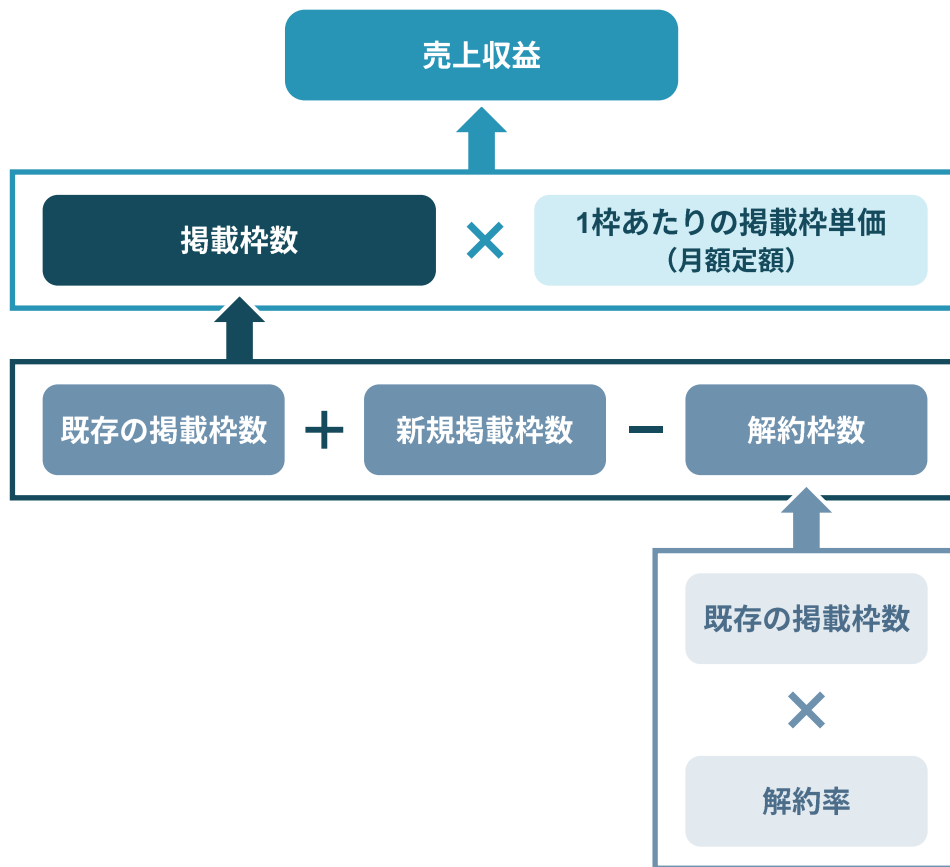 売上収益
掲載枠数
×
1枠あたりの掲載枠単価
（月額定額）
既存の掲載枠数
+
新規掲載枠数
−
解約枠数
既存の掲載枠数
×
解約率